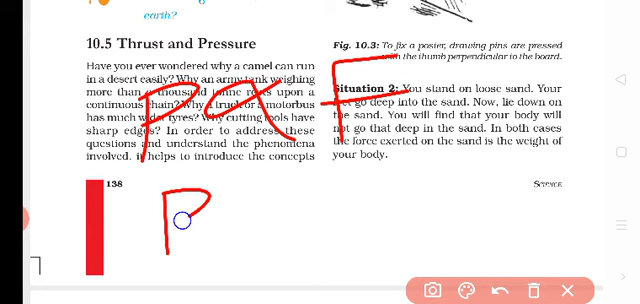 earth?
10.5 Thrust and Pressure
Have you ever wondered why a camel can run
in a desert easily? Why an army tank weighing
more than a thousand tonne rests upon a
continuous chain? Why a truck or a motorbus
has much wider tyres? Why cutting tools have
sharp edges? In order to address these
questions and understand the phenomena
involved, it helps to introduce the concepts
138
Fig. 10.3: To fix a poster, drawing pins are pressed
with the thumb perpendicular to the board.
Situation 2: You stand on loose sand. Your
feet go deep into the sand. Now, lie down on
the sand. You will find that your body will
not go that deep in the sand. In both cases
the force exerted on the sand is the weight of
your body.
SCIENCE
P α F
P